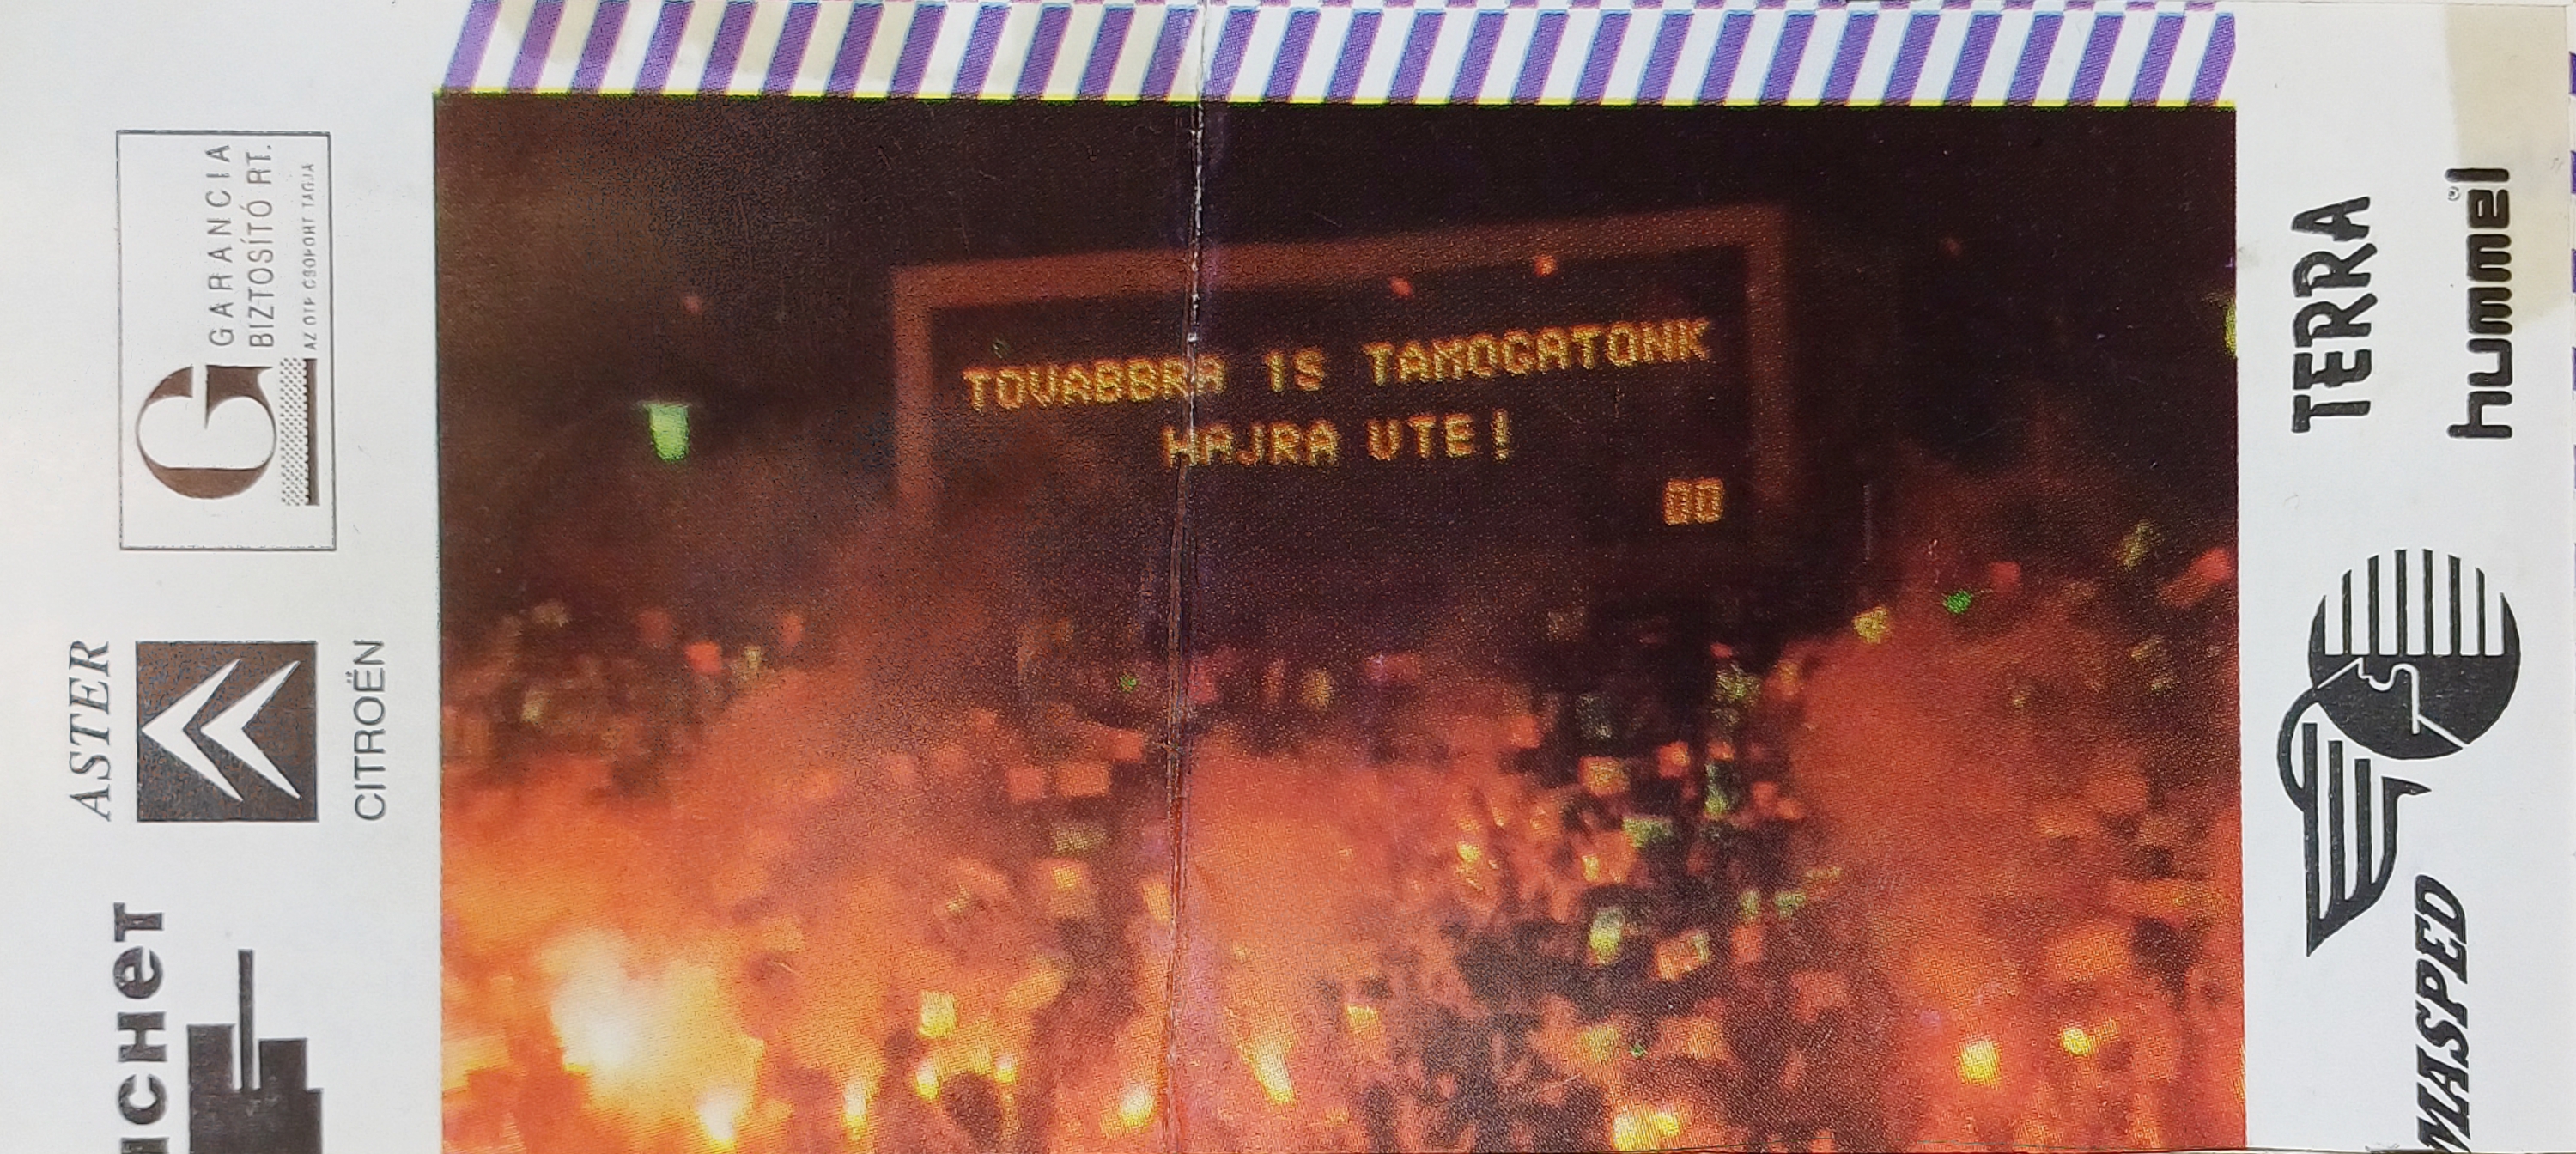 GARANCIA
BIZTOSÍTÓ RT.
AZ OTP CSOPORT TAGJA
G
ASTER
CITROËN
TOVABBRA IS TAMOGATONK
HAJRA UTE!
00
TERRA
hummel®
MASPED